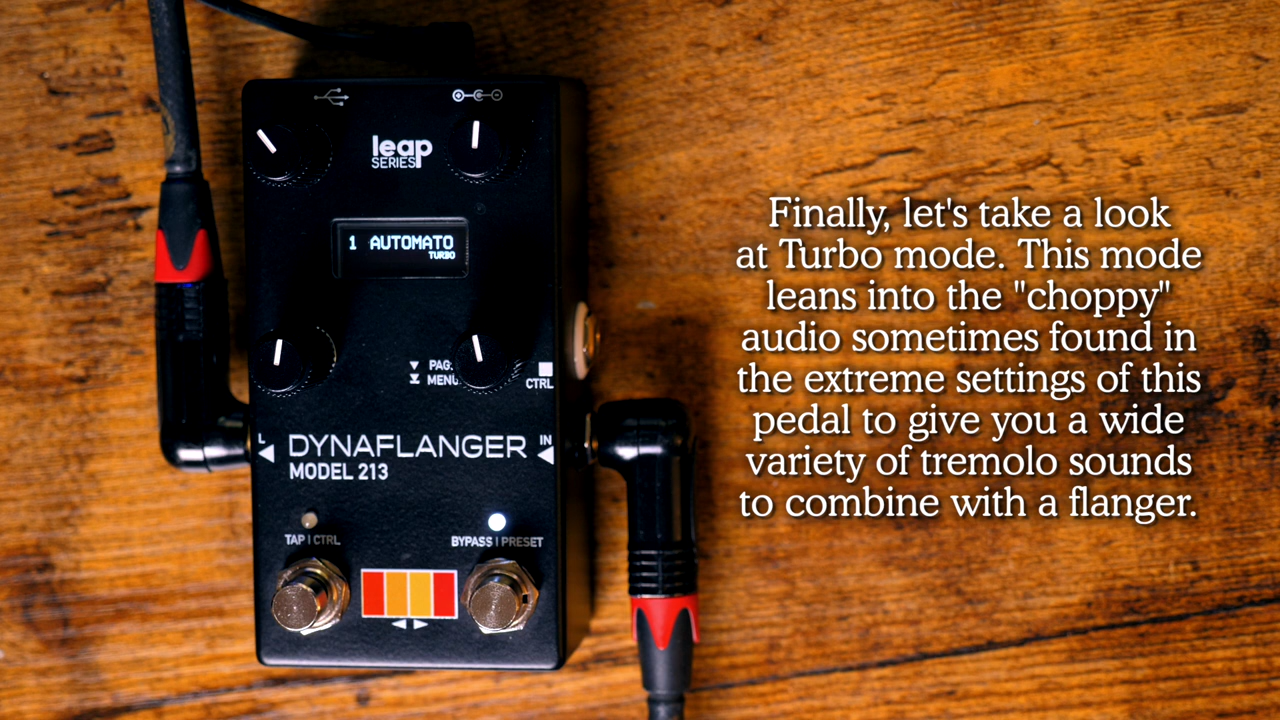 leap
SERIES
1 AUTOMATO
TURBO
PAG
MENU
CTRL
L
DYNAFLANGER
IN
MODEL 213
TAP | CTRL
BYPASS | PRESET
Finally, let's take a look
at Turbo mode. This mode
leans into the "choppy"
audio sometimes found in
the extreme settings of this
pedal to give you a wide
variety of tremolo sounds
to combine with a flanger.